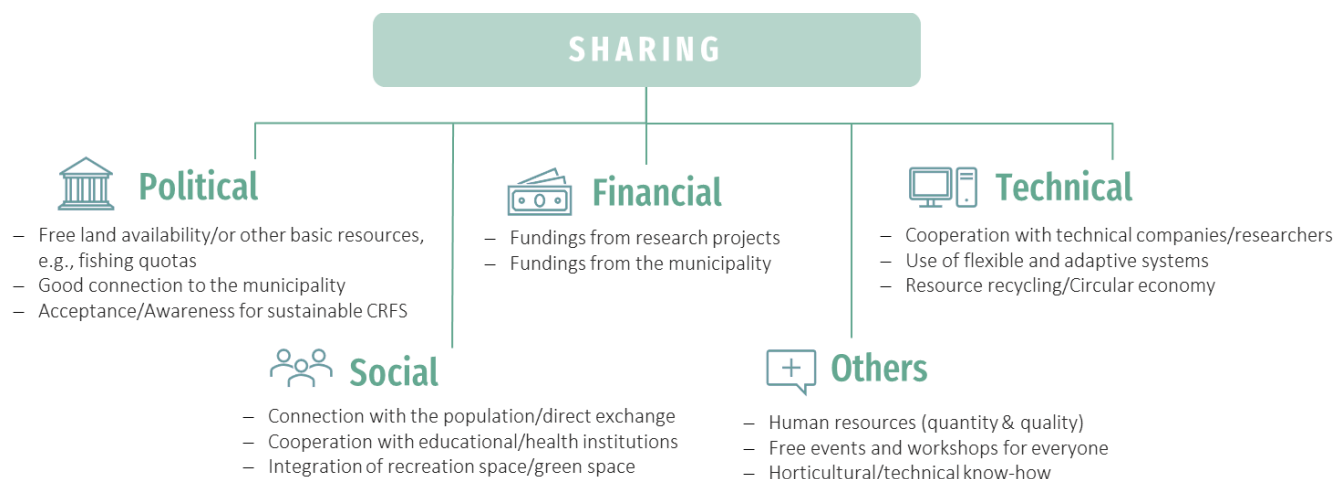 SHARING
Political
– Free land availability/or other basic resources,
e.g., fishing quotas
– Good connection to the municipality
– Acceptance/Awareness for sustainable CRFS
Financial
– Fundings from research projects
– Fundings from the municipality
Technical
– Cooperation with technical companies/researchers
– Use of flexible and adaptive systems
– Resource recycling/Circular economy
Social
– Connection with the population/direct exchange
– Cooperation with educational/health institutions
– Integration of recreation space/green space
Others
– Human resources (quantity & quality)
– Free events and workshops for everyone
– Horticultural/technical know-how